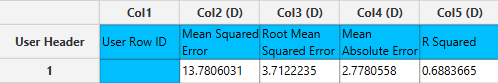 Col1 Col2 (D) Col3 (D) Col4 (D) Col5 (D)
User Header User Row ID Mean Squared Error Root Mean Squared Error Mean Absolute Error R Squared
1 13.7806031 3.7122235 2.7780558 0.6883665